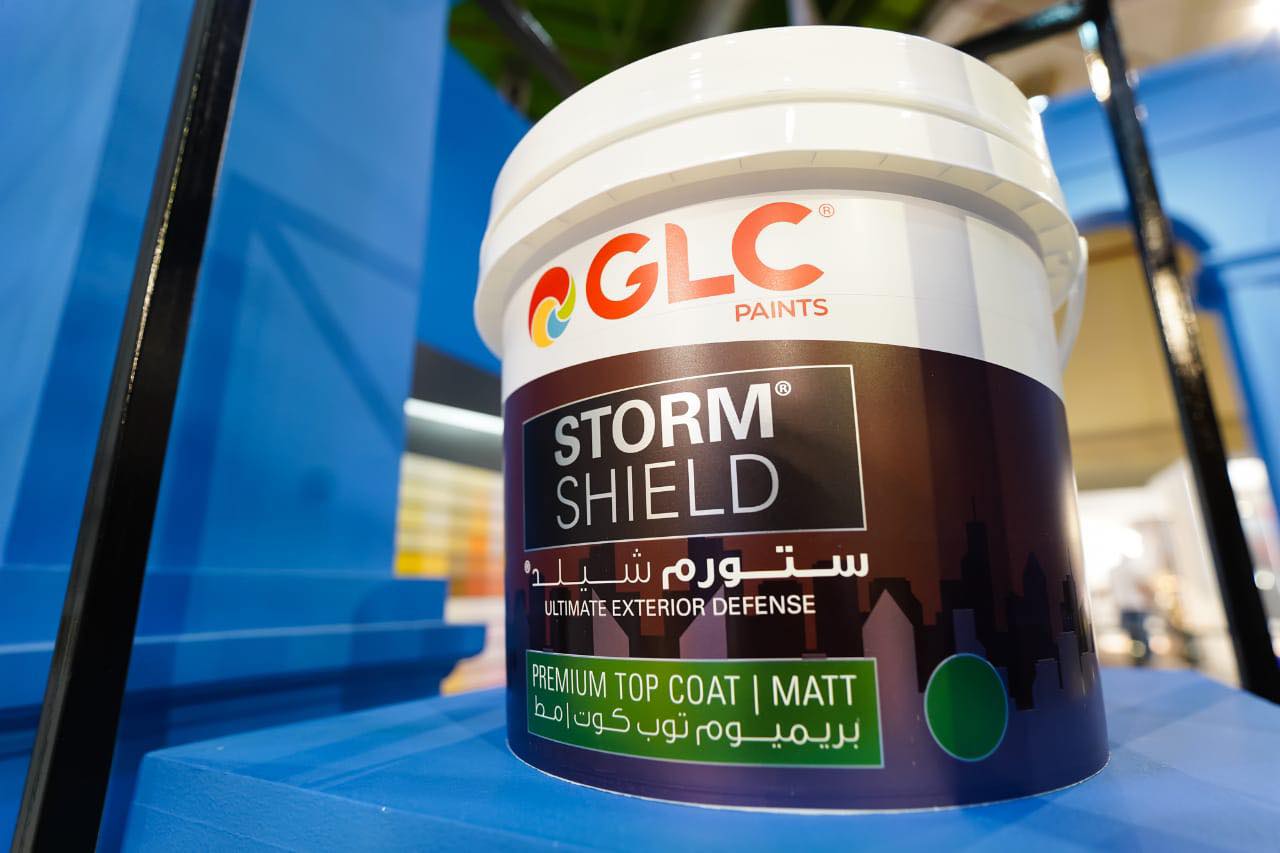 GLC®
PAINTS
STORM®
SHIELD
ستورم شيلد®
ULTIMATE EXTERIOR DEFENSE
PREMIUM TOP COAT | MATT
بريميوم توب كوت | مط